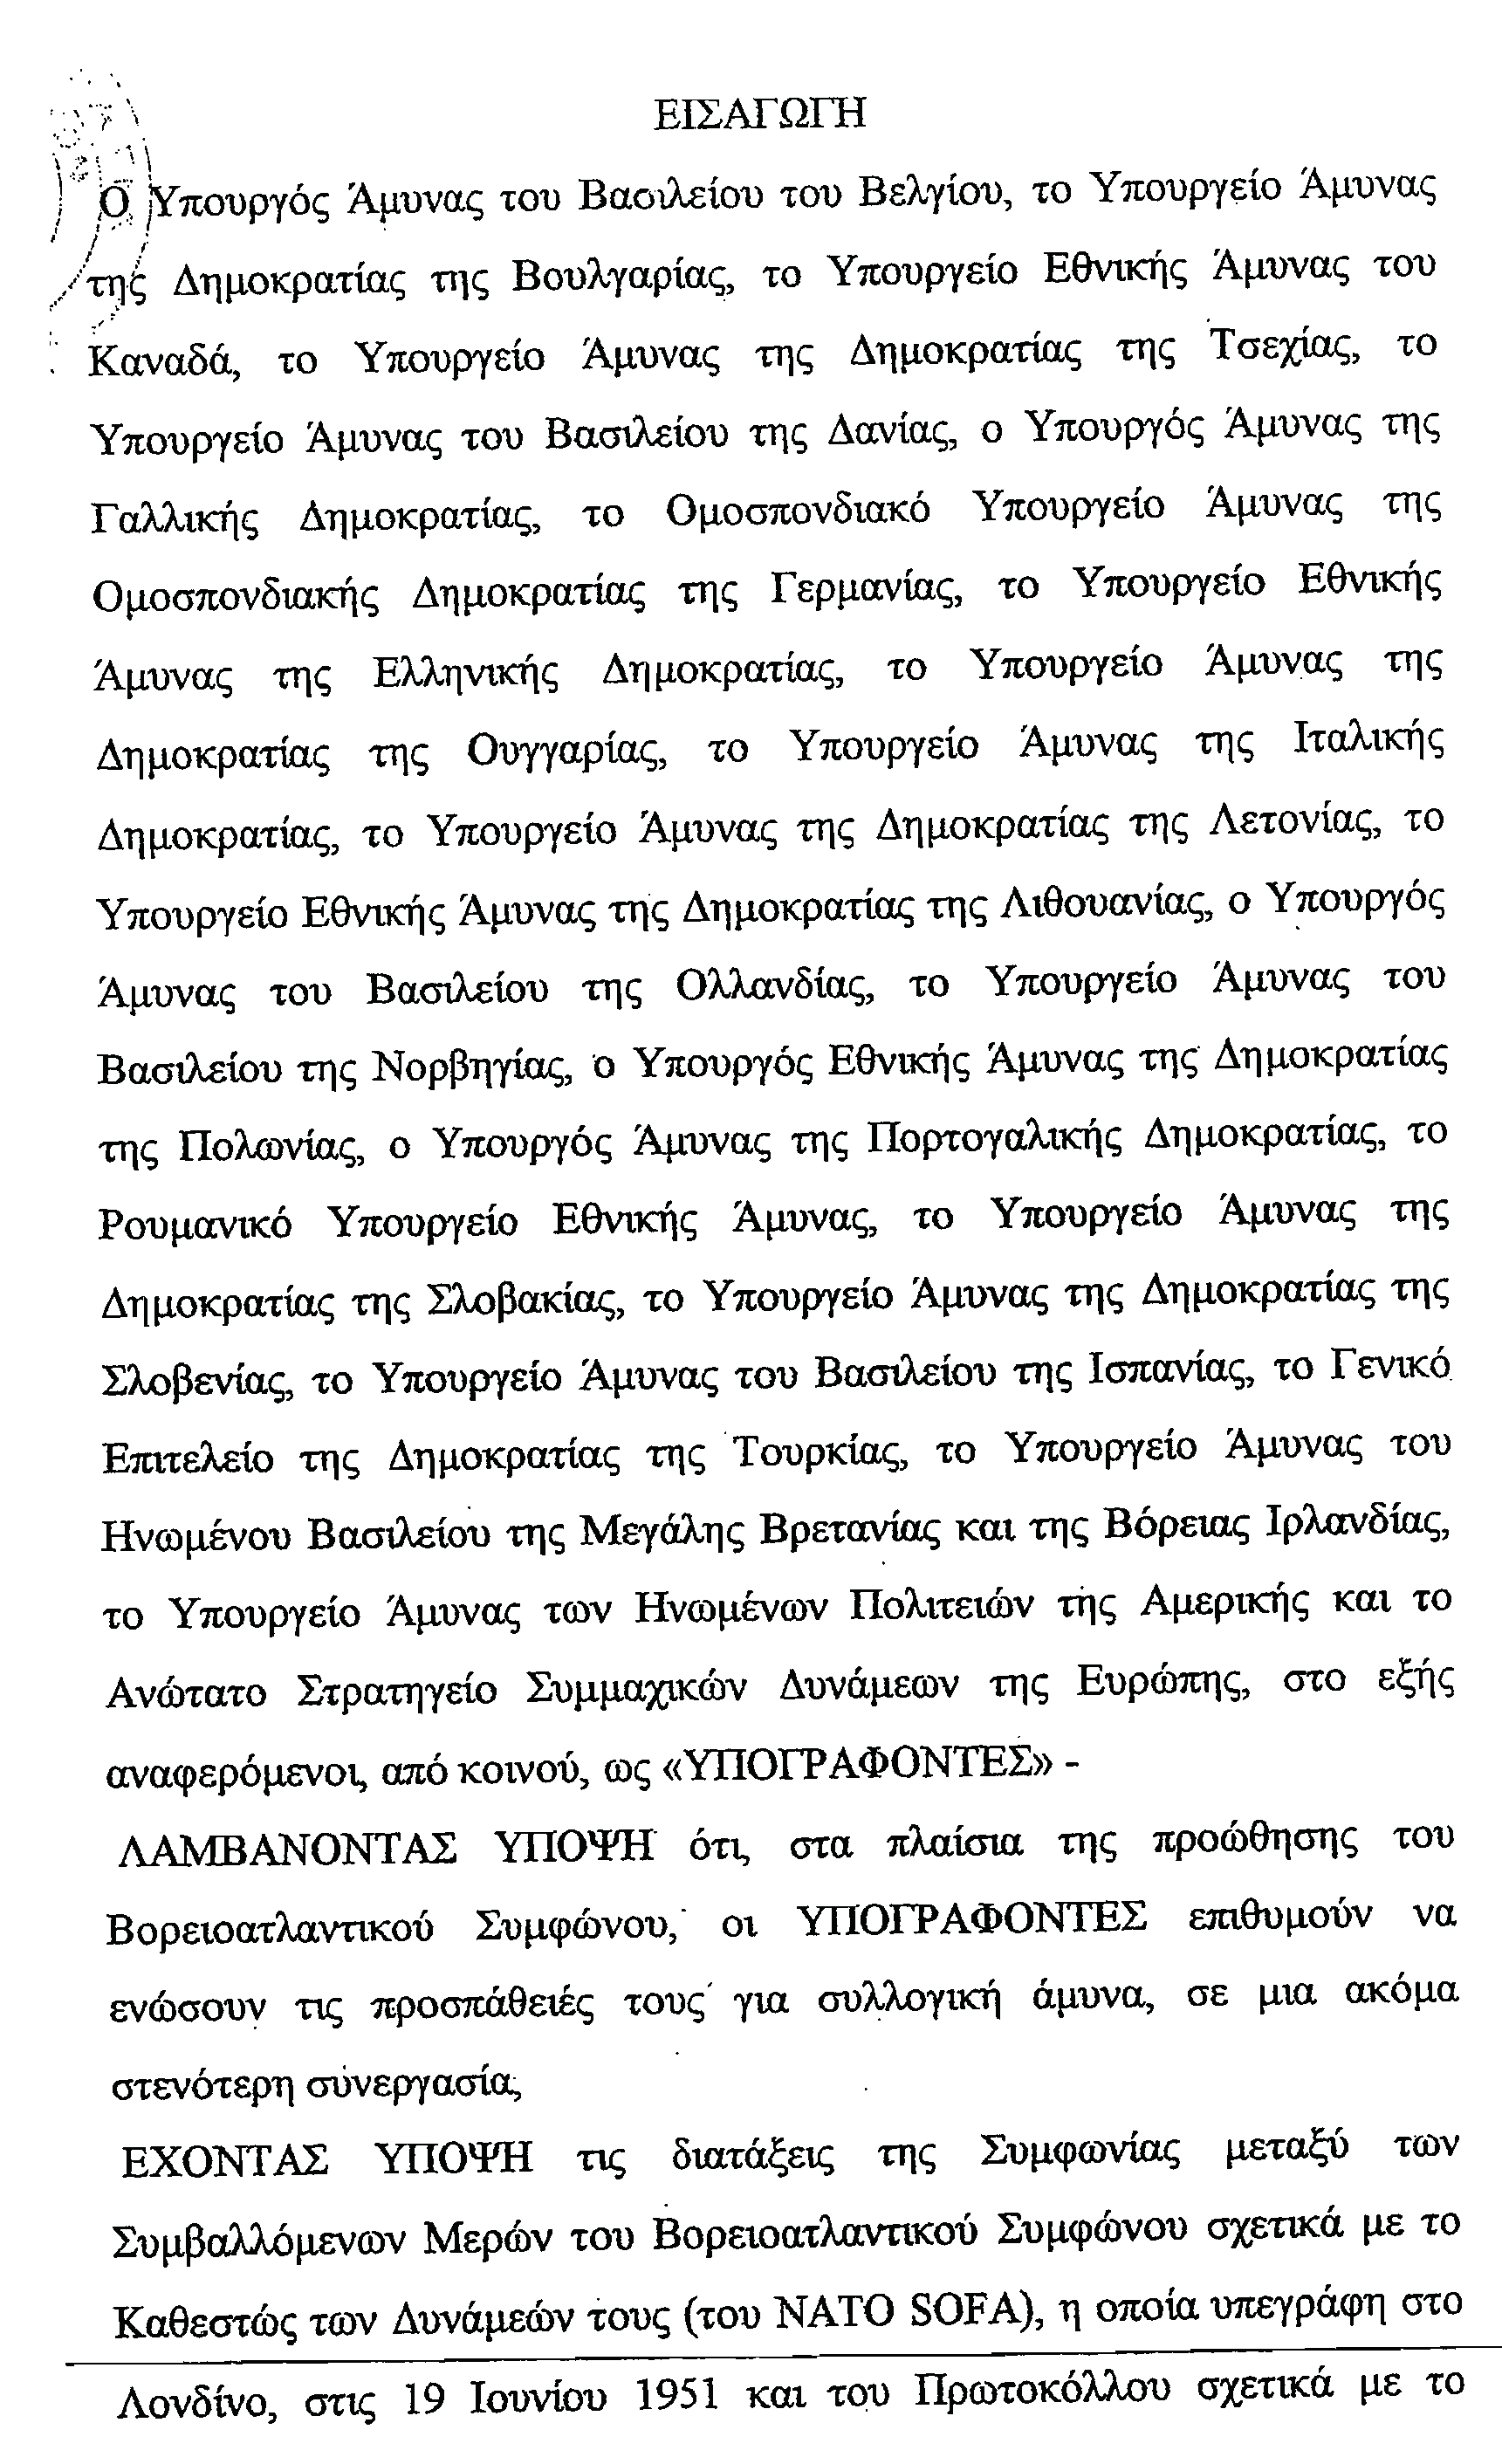 ΕΙΣΑΓΩΓΗ
Ο Υπουργός Άμυνας του Βασιλείου του Βελγίου, το Υπουργείο Άμυνας
της Δημοκρατίας της Βουλγαρίας, το Υπουργείο Εθνικής Άμυνας του
Καναδά, το Υπουργείο Άμυνας της Δημοκρατίας της Τσεχίας, το
Υπουργείο Άμυνας του Βασιλείου της Δανίας, ο Υπουργός Άμυνας της
Γαλλικής Δημοκρατίας, το Ομοσπονδιακό Υπουργείο Άμυνας της
Ομοσπονδιακής Δημοκρατίας της Γερμανίας, το Υπουργείο Εθνικής
Άμυνας της Ελληνικής Δημοκρατίας, το Υπουργείο Άμυνας της
Δημοκρατίας της Ουγγαρίας, το Υπουργείο Άμυνας της Ιταλικής
Δημοκρατίας, το Υπουργείο Άμυνας της Δημοκρατίας της Λετονίας, το
Υπουργείο Εθνικής Άμυνας της Δημοκρατίας της Λιθουανίας, ο Υπουργός
Άμυνας του Βασιλείου της Ολλανδίας, το Υπουργείο Άμυνας του
Βασιλείου της Νορβηγίας, ο Υπουργός Εθνικής Άμυνας της Δημοκρατίας
της Πολωνίας, ο Υπουργός Άμυνας της Πορτογαλικής Δημοκρατίας, το
Ρουμανικό Υπουργείο Εθνικής Άμυνας, το Υπουργείο Άμυνας της
Δημοκρατίας της Σλοβακίας, το Υπουργείο Άμυνας της Δημοκρατίας της
Σλοβενίας, το Υπουργείο Άμυνας του Βασιλείου της Ισπανίας, το Γενικό
Επιτελείο της Δημοκρατίας της Τουρκίας, το Υπουργείο Άμυνας του
Ηνωμένου Βασιλείου της Μεγάλης Βρετανίας και της Βόρειας Ιρλανδίας,
το Υπουργείο Άμυνας των Ηνωμένων Πολιτειών της Αμερικής και το
Ανώτατο Στρατηγείο Συμμαχικών Δυνάμεων της Ευρώπης, στο εξής
αναφερόμενοι, από κοινού, ως «ΥΠΟΓΡΑΦΟΝΤΕΣ» -
ΛΑΜΒΑΝΟΝΤΑΣ ΥΠΟΨΗ ότι, στα πλαίσια της προώθησης του
Βορειοατλαντικού Συμφώνου, οι ΥΠΟΓΡΑΦΟΝΤΕΣ επιθυμούν να
ενώσουν τις προσπάθειές τους για συλλογική άμυνα, σε μια ακόμα
στενότερη συνεργασία,
ΕΧΟΝΤΑΣ ΥΠΟΨΗ τις διατάξεις της Συμφωνίας μεταξύ των
Συμβαλλόμενων Μερών του Βορειοατλαντικού Συμφώνου σχετικά με το
Καθεστώς των Δυνάμεών τους (του NATO SOFA), η οποία υπεγράφη στο
Λονδίνο, στις 19 Ιουνίου 1951 και του Πρωτοκόλλου σχετικά με το